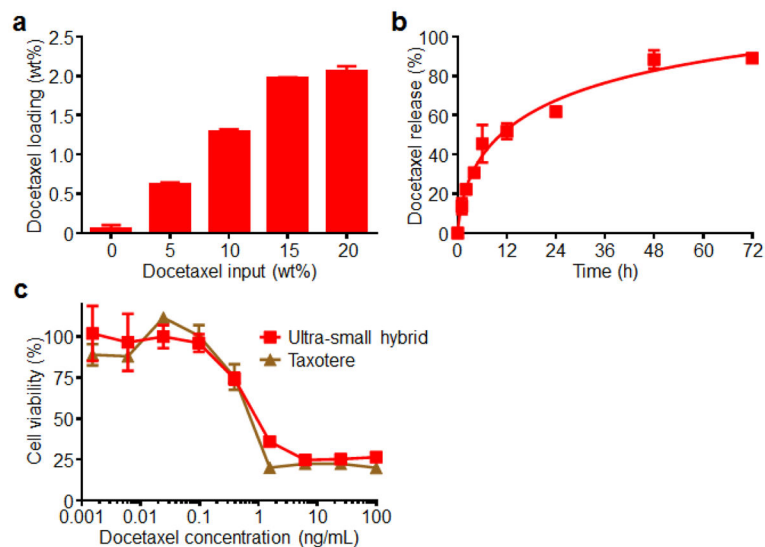 a
Docetaxel loading (wt%)
2.5
2.0
1.5
1.0
0.5
0
0 5 10 15 20
Docetaxel input (wt%)
b
Docetaxel release (%)
100
80
60
40
20
0
0 12 24 36 48 60 72
Time (h)
c
Cell viability (%)
100
75
50
25
0
Ultra-small hybrid
Taxotere
0.001 0.01 0.1 1 10 100
Docetaxel concentration (ng/mL)